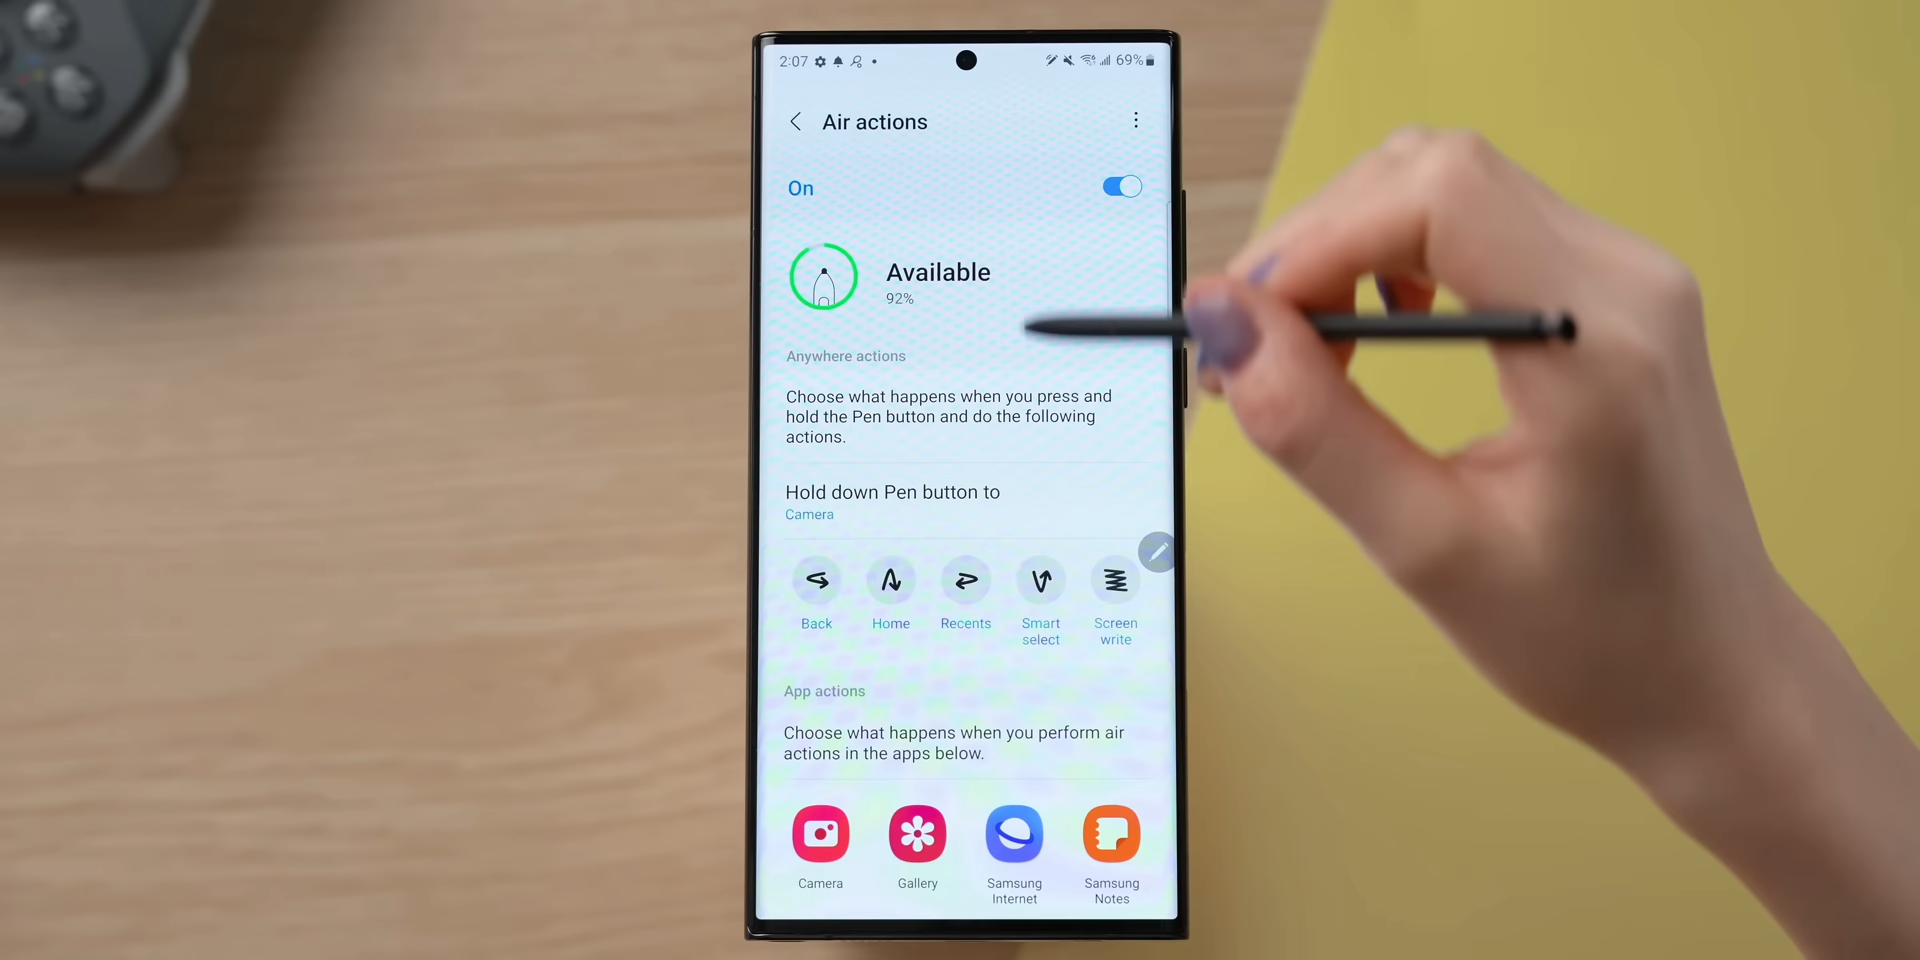 2:07
69%
Air actions
On
Available
92%
Anywhere actions
Choose what happens when you press and
hold the Pen button and do the following
actions.
Hold down Pen button to
Camera
Back
Home
Recents
Smart
select
Screen
write
App actions
Choose what happens when you perform air
actions in the apps below.
Camera
Gallery
Samsung
Internet
Samsung
Notes